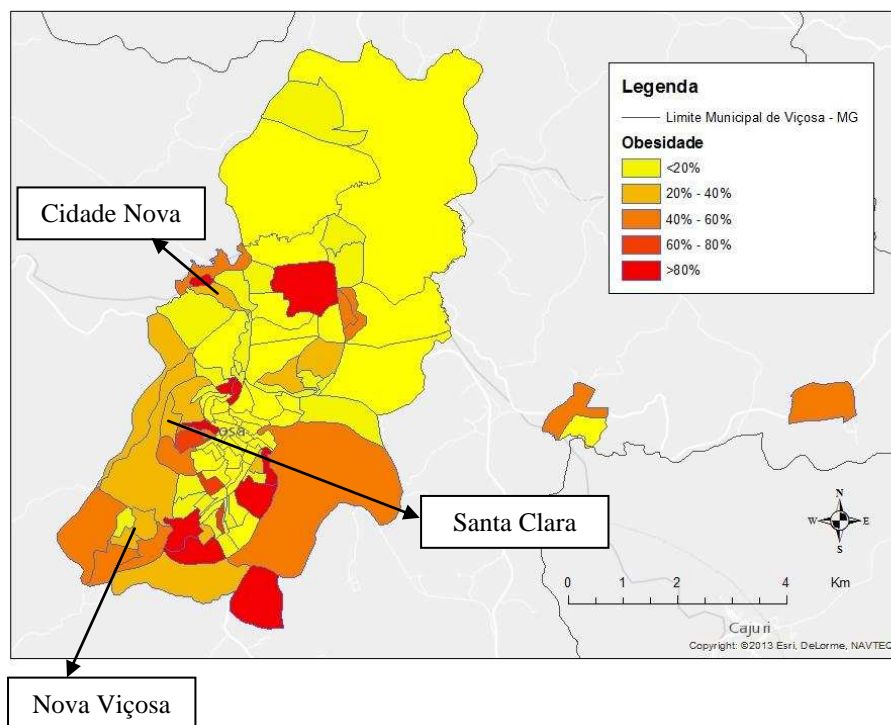 Legenda
Limite Municipal de Viçosa - MG
Obesidade
<20%
20% - 40%
40% - 60%
60% - 80%
>80%
Cidade Nova
osa
Santa Clara
Nova Viçosa
N
W E
S
0 1 2 4 Km
Cajuri
Copyright: ©2013 Esri, DeLorme, NAVTEQ